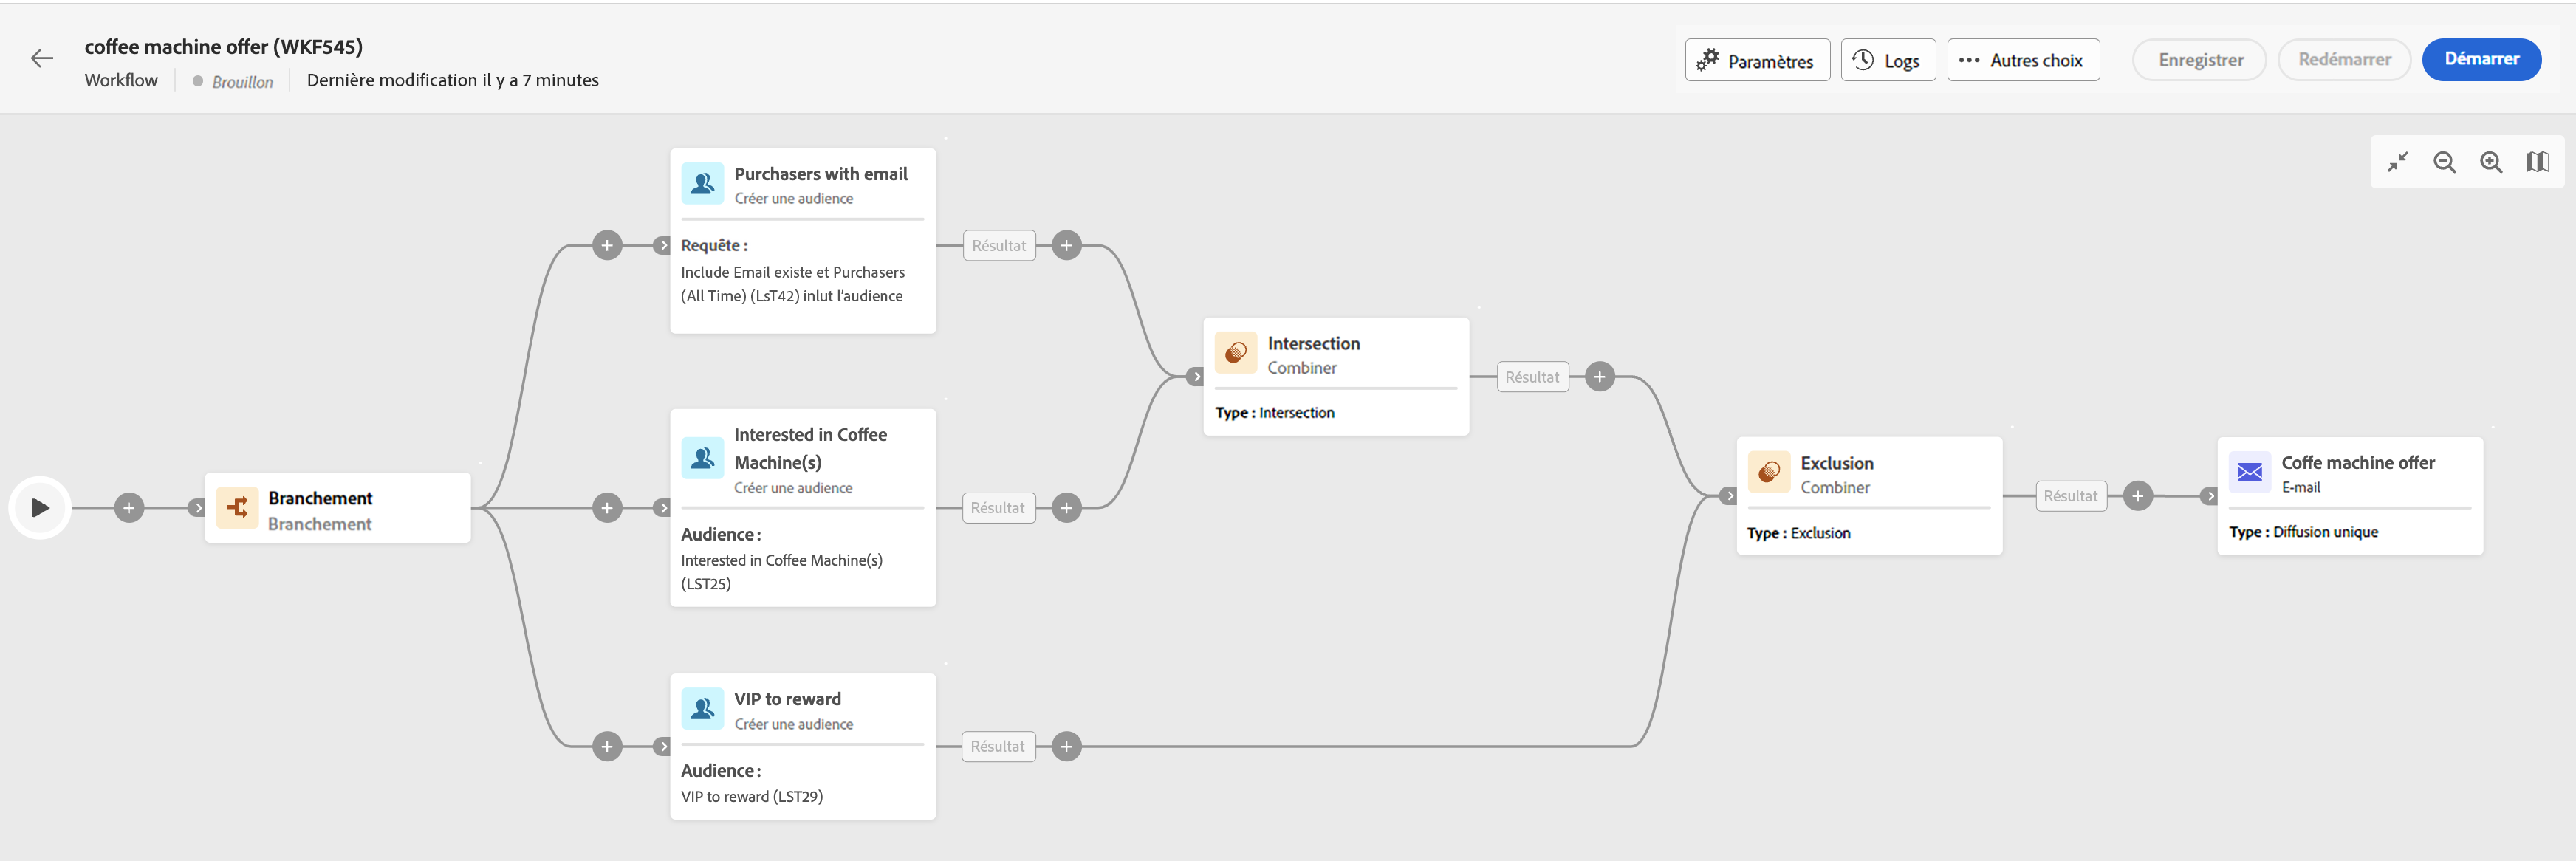 coffee machine offer (WKF545)
Workflow
Brouillon
Dernière modification il y a 7 minutes
Paramètres
Logs
Autres choix
Enregistrer
Redémarrer
Démarrer
Branchement
Branchement
Purchasers with email
Créer une audience
Requête :
Include Email existe et Purchasers
(All Time) (LsT42) inlut l'audience
Résultat
Interested in Coffee
Machine(s)
Créer une audience
Audience :
Interested in Coffee Machine(s)
(LST25)
Résultat
VIP to reward
Créer une audience
Audience :
VIP to reward (LST29)
Résultat
Intersection
Combiner
Type : Intersection
Résultat
Exclusion
Combiner
Type : Exclusion
Résultat
Coffe machine offer
E-mail
Type : Diffusion unique